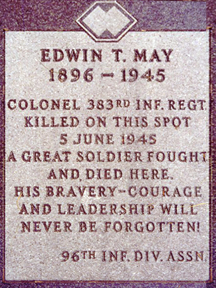 EDWIN T. MAY
1896 - 1945
COLONEL 383RD INF. REGT.
KILLED ON THIS SPOT
5 JUNE 1945
A GREAT SOLDIER FOUGHT
AND DIED HERE.
HIS BRAVERY-COURAGE
AND LEADERSHIP WILL
NEVER BE FORGOTTEN!
96TH INF. DIV. ASSN.